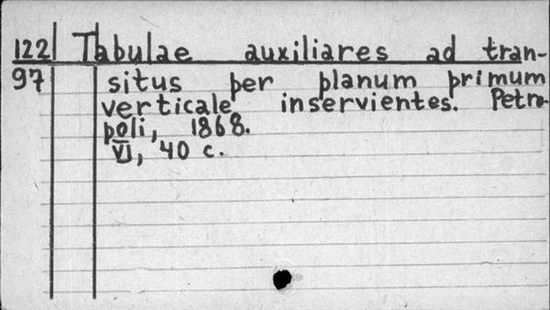 122 Tabulae auxiliares ad tran-
97 situs per planum primum
verticale inservientes. Petro-
poli, 1868.
VI, 40 c.